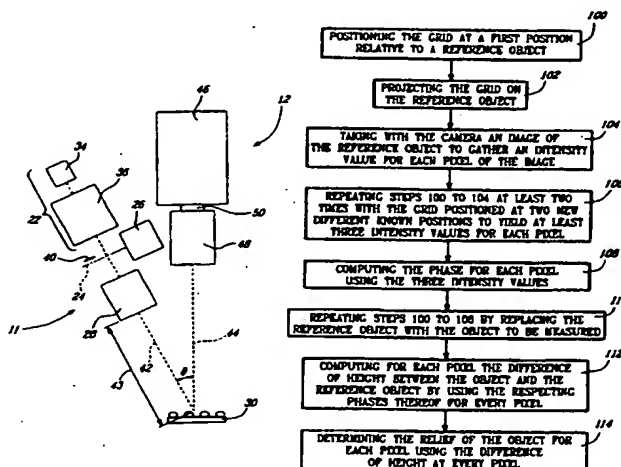 34
36
22
40
24
26
11
28
43
42
46
12
50
48
44
θ
30
100
POSITIONING THE GRID AT A FIRST POSITION
RELATIVE TO A REFERENCE OBJECT
102
PROJECTING THE GRID ON
THE REFERENCE OBJECT
104
TAKING WITH THE CAMERA AN IMAGE OF
THE REFERENCE OBJECT TO GATHER AN INTENSITY
VALUE FOR EACH PIXEL OF THE IMAGE
106
REPEATING STEPS 100 TO 104 AT LEAST TWO
TIMES WITH THE GRID POSITIONED AT TWO NEW
DIFFERENT KNOWN POSITIONS TO YIELD AT LEAST
THREE INTENSITY VALUES FOR EACH PIXEL
108
COMPUTING THE PHASE FOR EACH PIXEL
USING THE THREE INTENSITY VALUES
11
REPEATING STEPS 100 TO 108 BY REPLACING THE
REFERENCE OBJECT WITH THE OBJECT TO BE MEASURED
112
COMPUTING FOR EACH PIXEL THE DIFFERENCE
OF HEIGHT BETWEEN THE OBJECT AND THE
REFERENCE OBJECT BY USING THE RESPECTING
PHASES THEREOF FOR EVERY PIXEL
114
DETERMINING THE RELIEF OF THE OBJECT FOR
EACH PIXEL USING THE DIFFERENCE
OF HEIGHT AT EVERY PIXEL